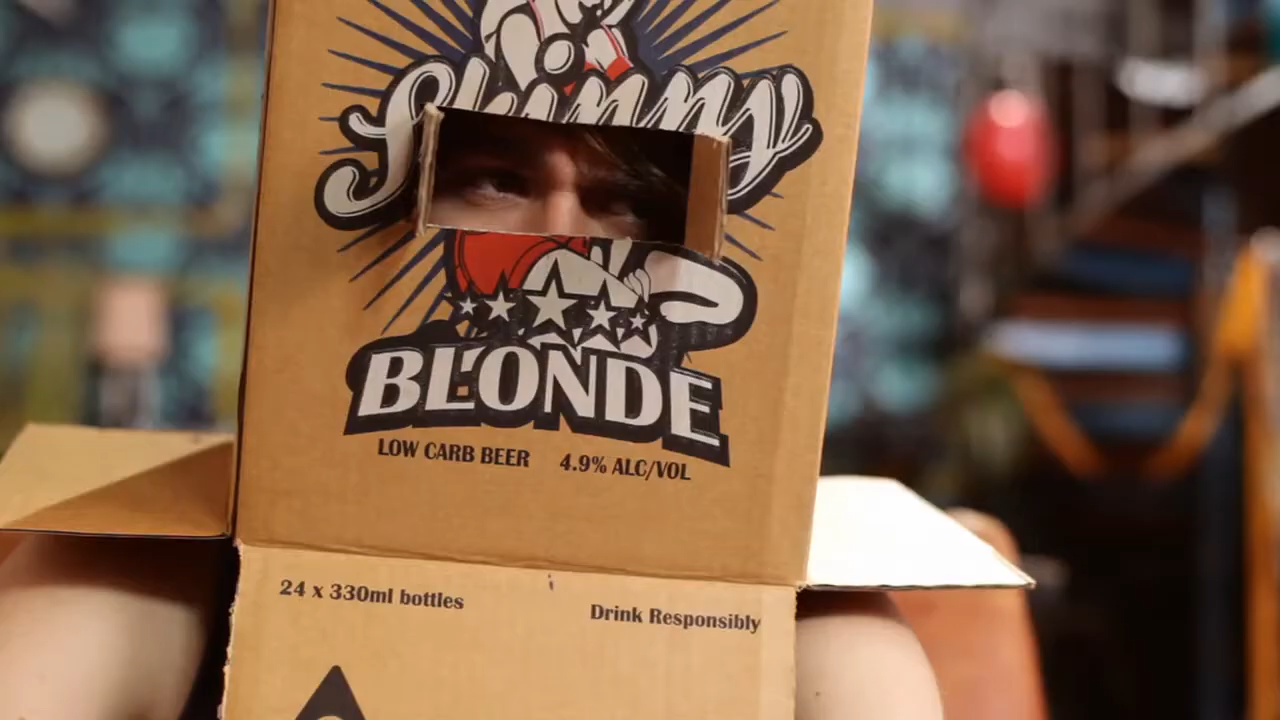 Skinny
BLONDE
LOW CARB BEER 4.9% ALC/VOL
24 x 330ml bottles
Drink Responsibly